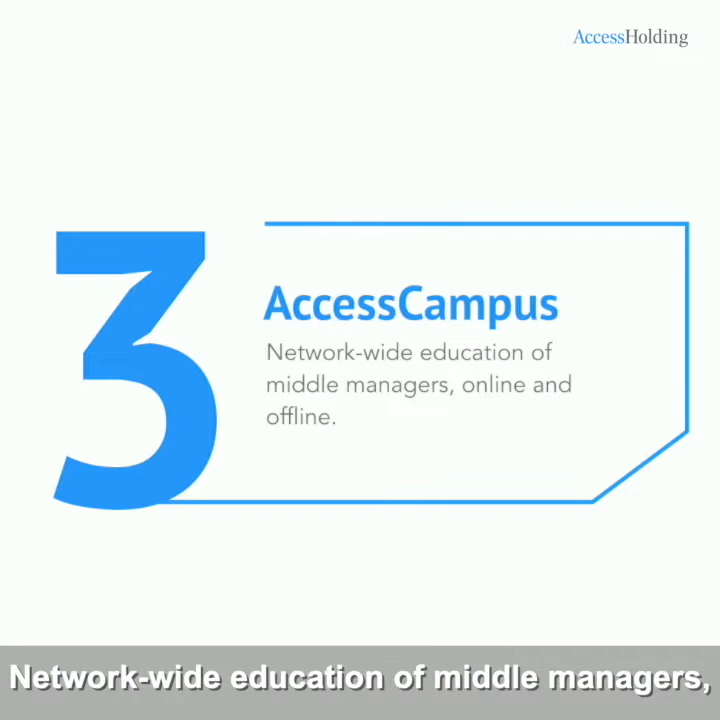 AccessHolding
3
AccessCampus
Network-wide education of
middle managers, online and
offline.
Network-wide education of middle managers,